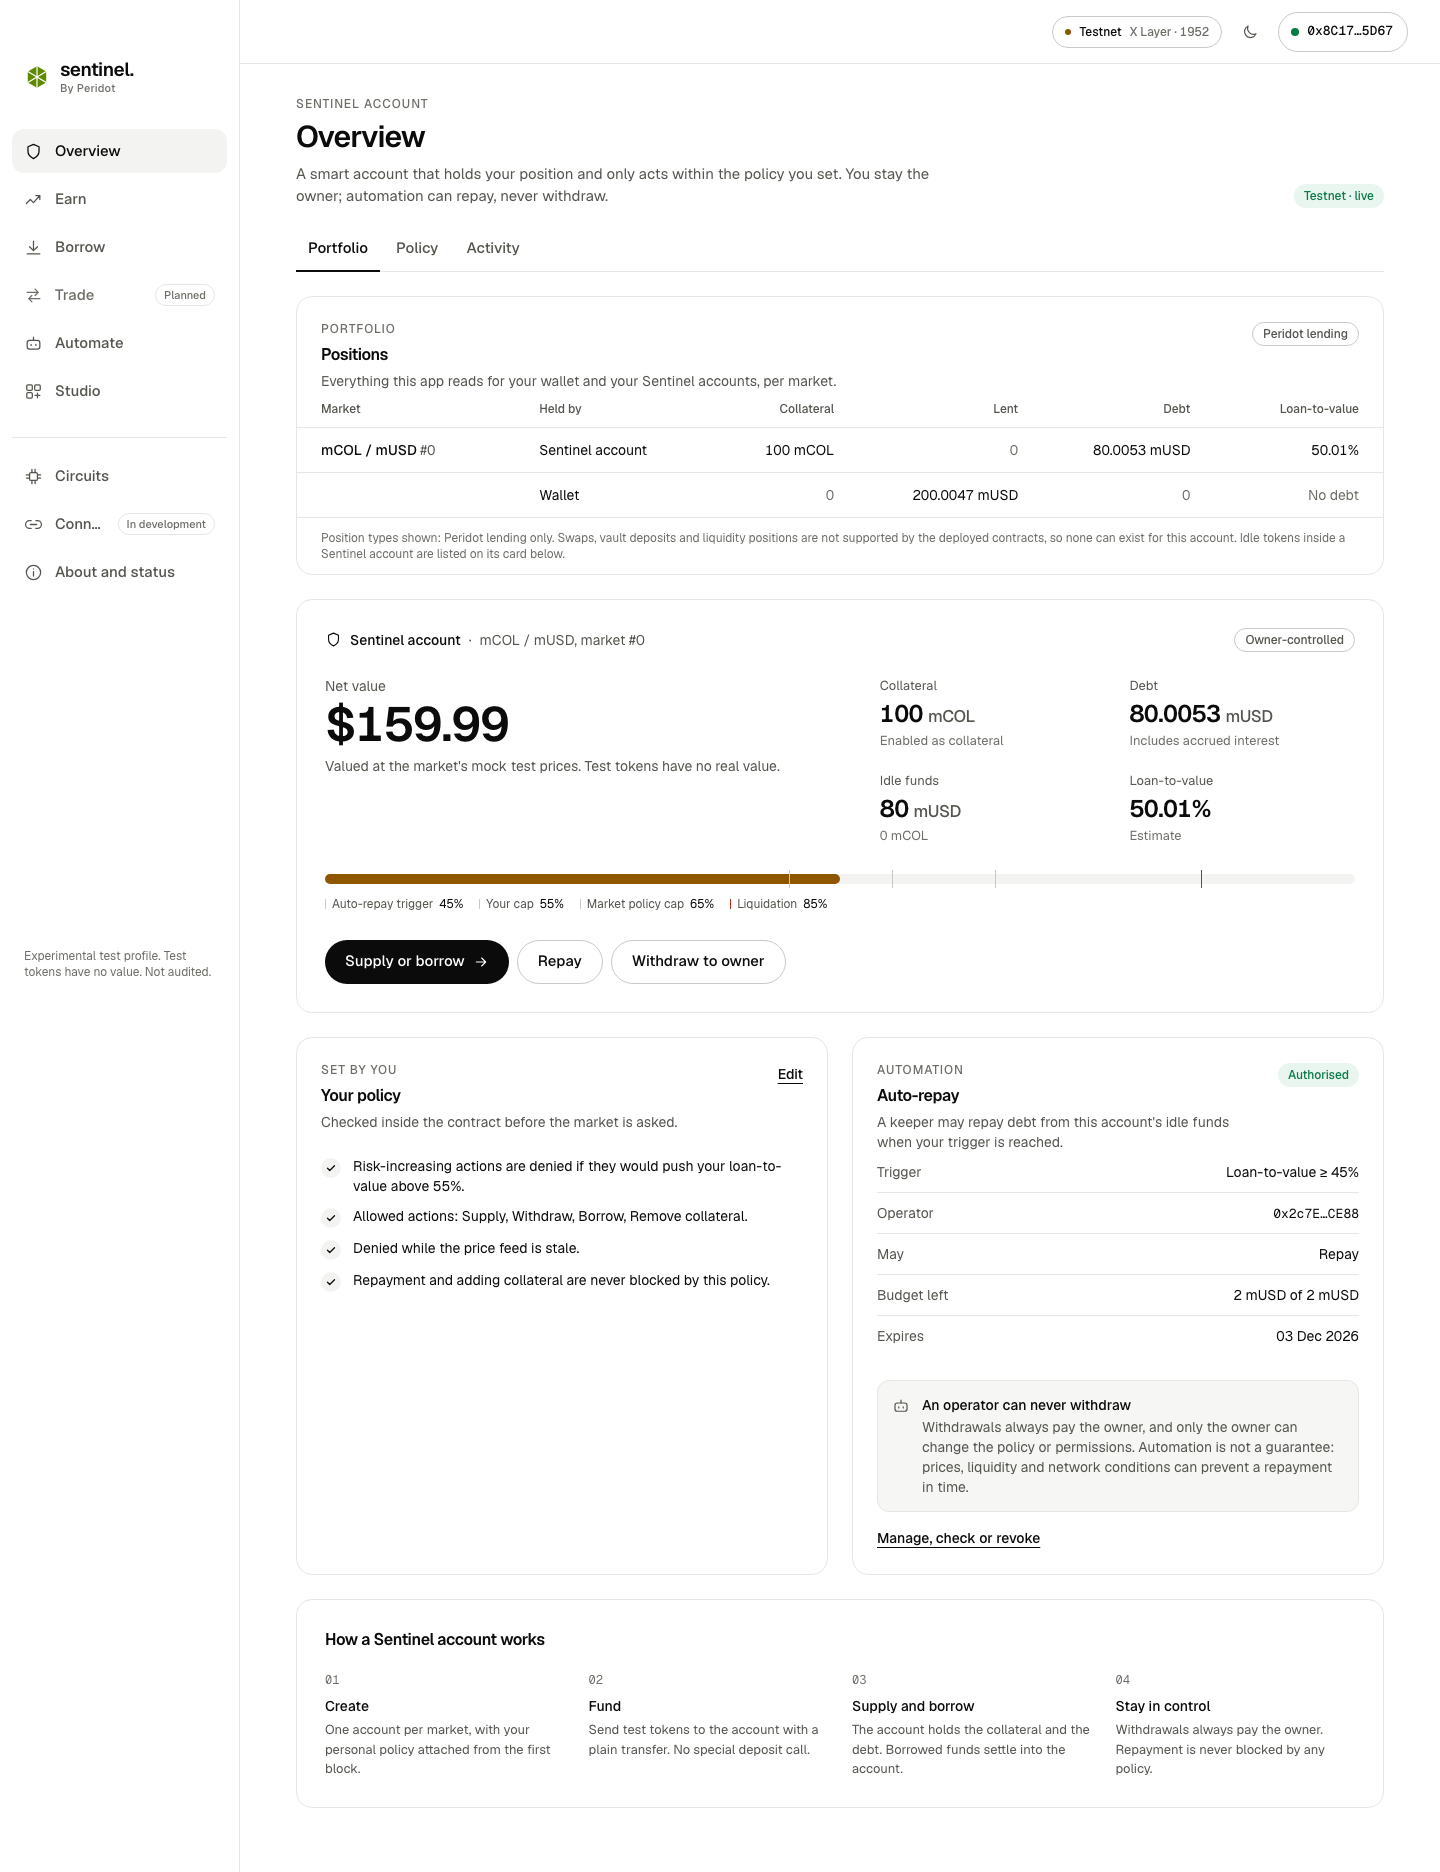 Testnet X Layer · 1952
0x8C17…5D67
sentinel.
By Peridot
Overview
Earn
Borrow
Trade Planned
Automate
Studio
Circuits
Conn… In development
About and status
Experimental test profile. Test
tokens have no value. Not audited.
SENTINEL ACCOUNT
Overview
A smart account that holds your position and only acts within the policy you set. You stay the
owner; automation can repay, never withdraw.
Testnet · live
Portfolio Policy Activity
PORTFOLIO
Positions
Everything this app reads for your wallet and your Sentinel accounts, per market.
Peridot lending
Market Held by Collateral Lent Debt Loan-to-value
mCOL / mUSD #0 Sentinel account 100 mCOL 0 80.0053 mUSD 50.01%
Wallet 0 200.0047 mUSD 0 No debt
Position types shown: Peridot lending only. Swaps, vault deposits and liquidity positions are not supported by the deployed contracts, so none can exist for this account. Idle tokens inside a
Sentinel account are listed on its card below.
Sentinel account · mCOL / mUSD, market #0
Owner-controlled
Net value
$159.99
Valued at the market's mock test prices. Test tokens have no real value.
Collateral
100 mCOL
Enabled as collateral
Debt
80.0053 mUSD
Includes accrued interest
Idle funds
80 mUSD
0 mCOL
Loan-to-value
50.01%
Estimate
Auto-repay trigger 45% Your cap 55% Market policy cap 65% Liquidation 85%
Supply or borrow → Repay Withdraw to owner
SET BY YOU
Your policy
Edit
Checked inside the contract before the market is asked.
Risk-increasing actions are denied if they would push your loan-to-
value above 55%.
Allowed actions: Supply, Withdraw, Borrow, Remove collateral.
Denied while the price feed is stale.
Repayment and adding collateral are never blocked by this policy.
AUTOMATION
Auto-repay
Authorised
A keeper may repay debt from this account's idle funds
when your trigger is reached.
Trigger Loan-to-value ≥ 45%
Operator 0x2c7E…CE88
May Repay
Budget left 2 mUSD of 2 mUSD
Expires 03 Dec 2026
An operator can never withdraw
Withdrawals always pay the owner, and only the owner can
change the policy or permissions. Automation is not a guarantee:
prices, liquidity and network conditions can prevent a repayment
in time.
Manage, check or revoke
How a Sentinel account works
01
Create
One account per market, with your
personal policy attached from the first
block.
02
Fund
Send test tokens to the account with a
plain transfer. No special deposit call.
03
Supply and borrow
The account holds the collateral and the
debt. Borrowed funds settle into the
account.
04
Stay in control
Withdrawals always pay the owner.
Repayment is never blocked by any
policy.